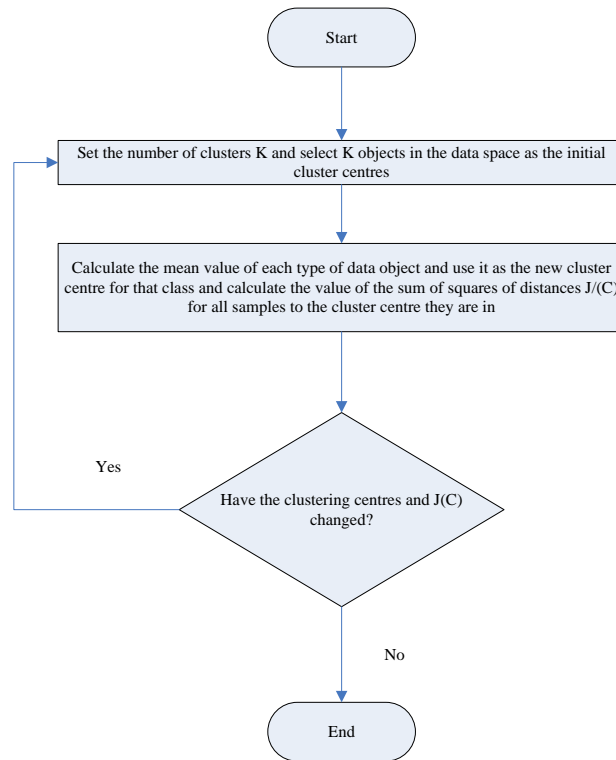 Start
Set the number of clusters K and select K objects in the data space as the initial
cluster centres
Calculate the mean value of each type of data object and use it as the new cluster
centre for that class and calculate the value of the sum of squares of distances J/(C)
for all samples to the cluster centre they are in
Yes
Have the clustering centres and J(C)
changed?
No
End